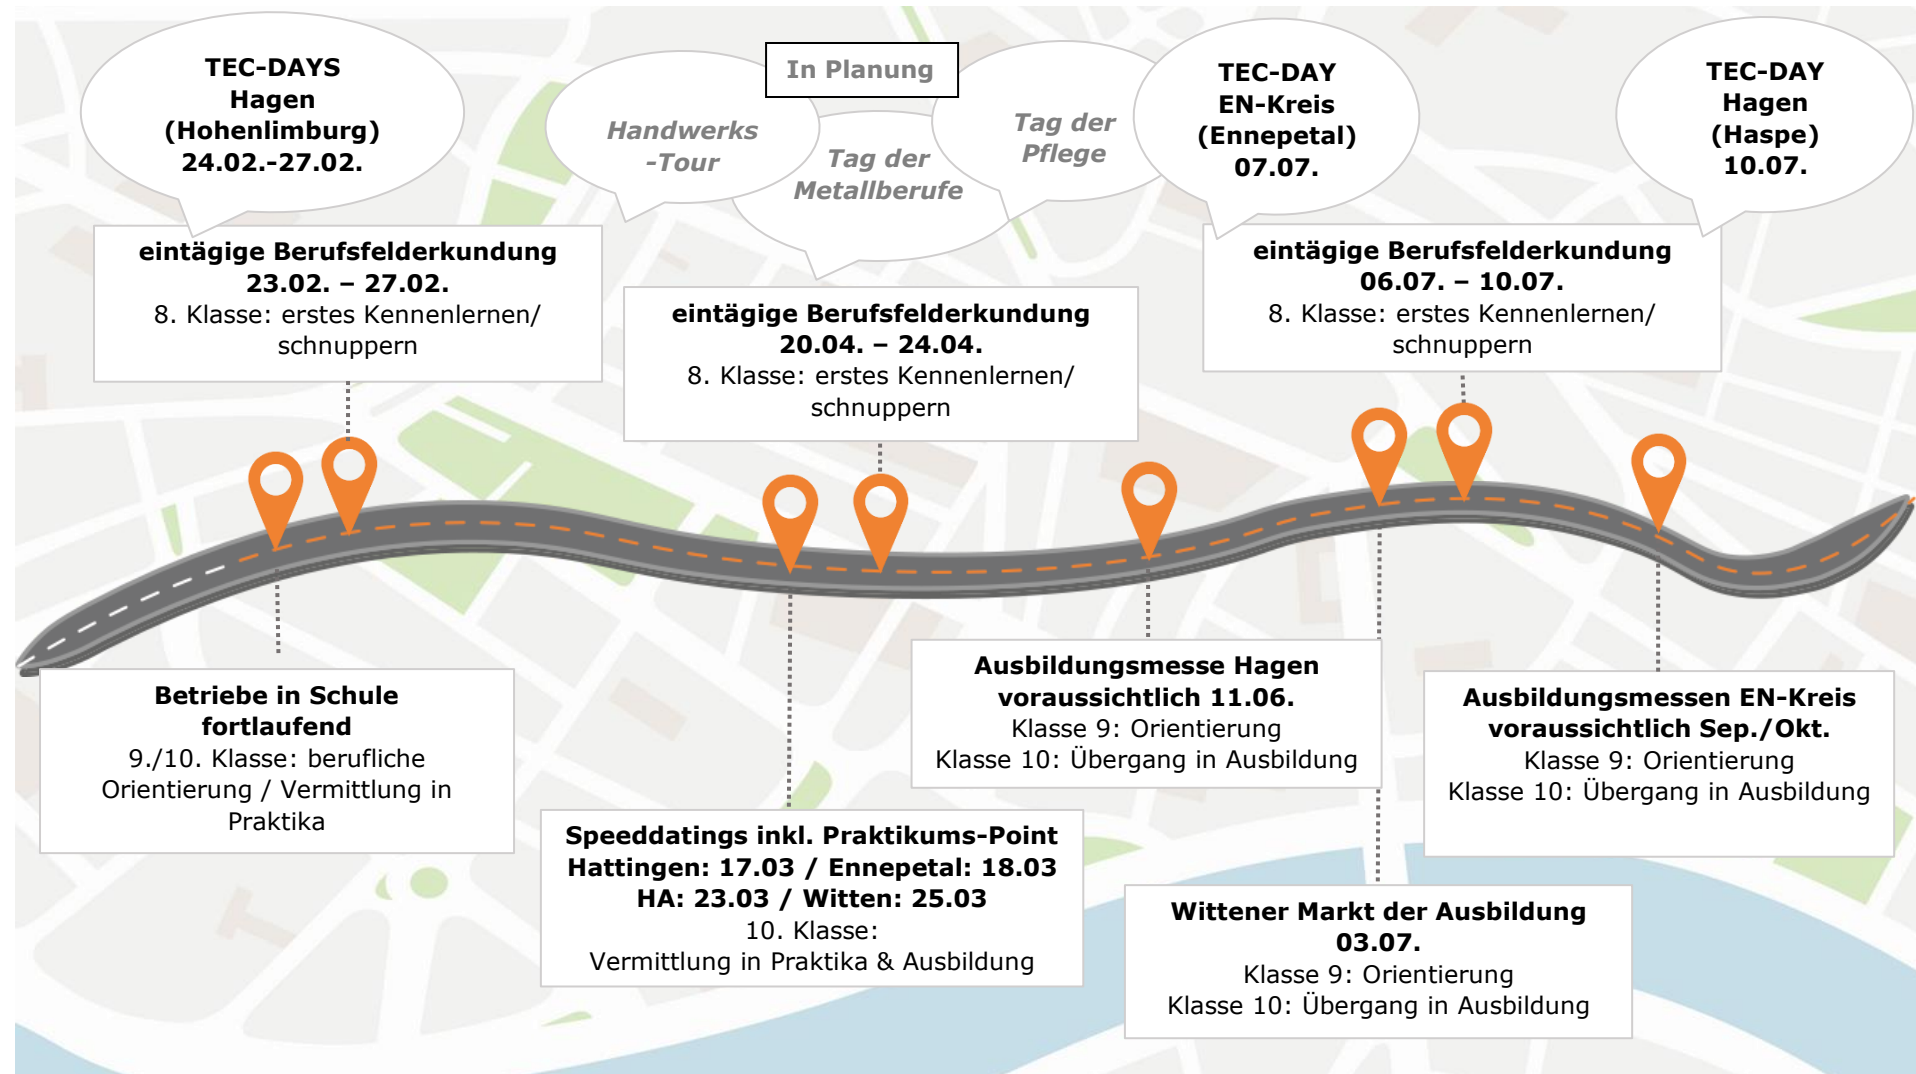 TEC-DAYS
Hagen
(Hohenlimburg)
24.02.-27.02.
In Planung
Handwerks
-Tour
Tag der
Metallberufe
Tag der
Pflege
TEC-DAY
EN-Kreis
(Ennepetal)
07.07.
TEC-DAY
Hagen
(Haspe)
10.07.
eintägige Berufsfelderkundung
23.02. – 27.02.
8. Klasse: erstes Kennenlernen/
schnuppern
eintägige Berufsfelderkundung
20.04. – 24.04.
8. Klasse: erstes Kennenlernen/
schnuppern
eintägige Berufsfelderkundung
06.07. – 10.07.
8. Klasse: erstes Kennenlernen/
schnuppern
Betriebe in Schule
fortlaufend
9./10. Klasse: berufliche
Orientierung / Vermittlung in
Praktika
Speeddatings inkl. Praktikums-Point
Hattingen: 17.03 / Ennepetal: 18.03
HA: 23.03 / Witten: 25.03
10. Klasse:
Vermittlung in Praktika & Ausbildung
Ausbildungsmesse Hagen
voraussichtlich 11.06.
Klasse 9: Orientierung
Klasse 10: Übergang in Ausbildung
Wittener Markt der Ausbildung
03.07.
Klasse 9: Orientierung
Klasse 10: Übergang in Ausbildung
Ausbildungsmessen EN-Kreis
voraussichtlich Sep./Okt.
Klasse 9: Orientierung
Klasse 10: Übergang in Ausbildung